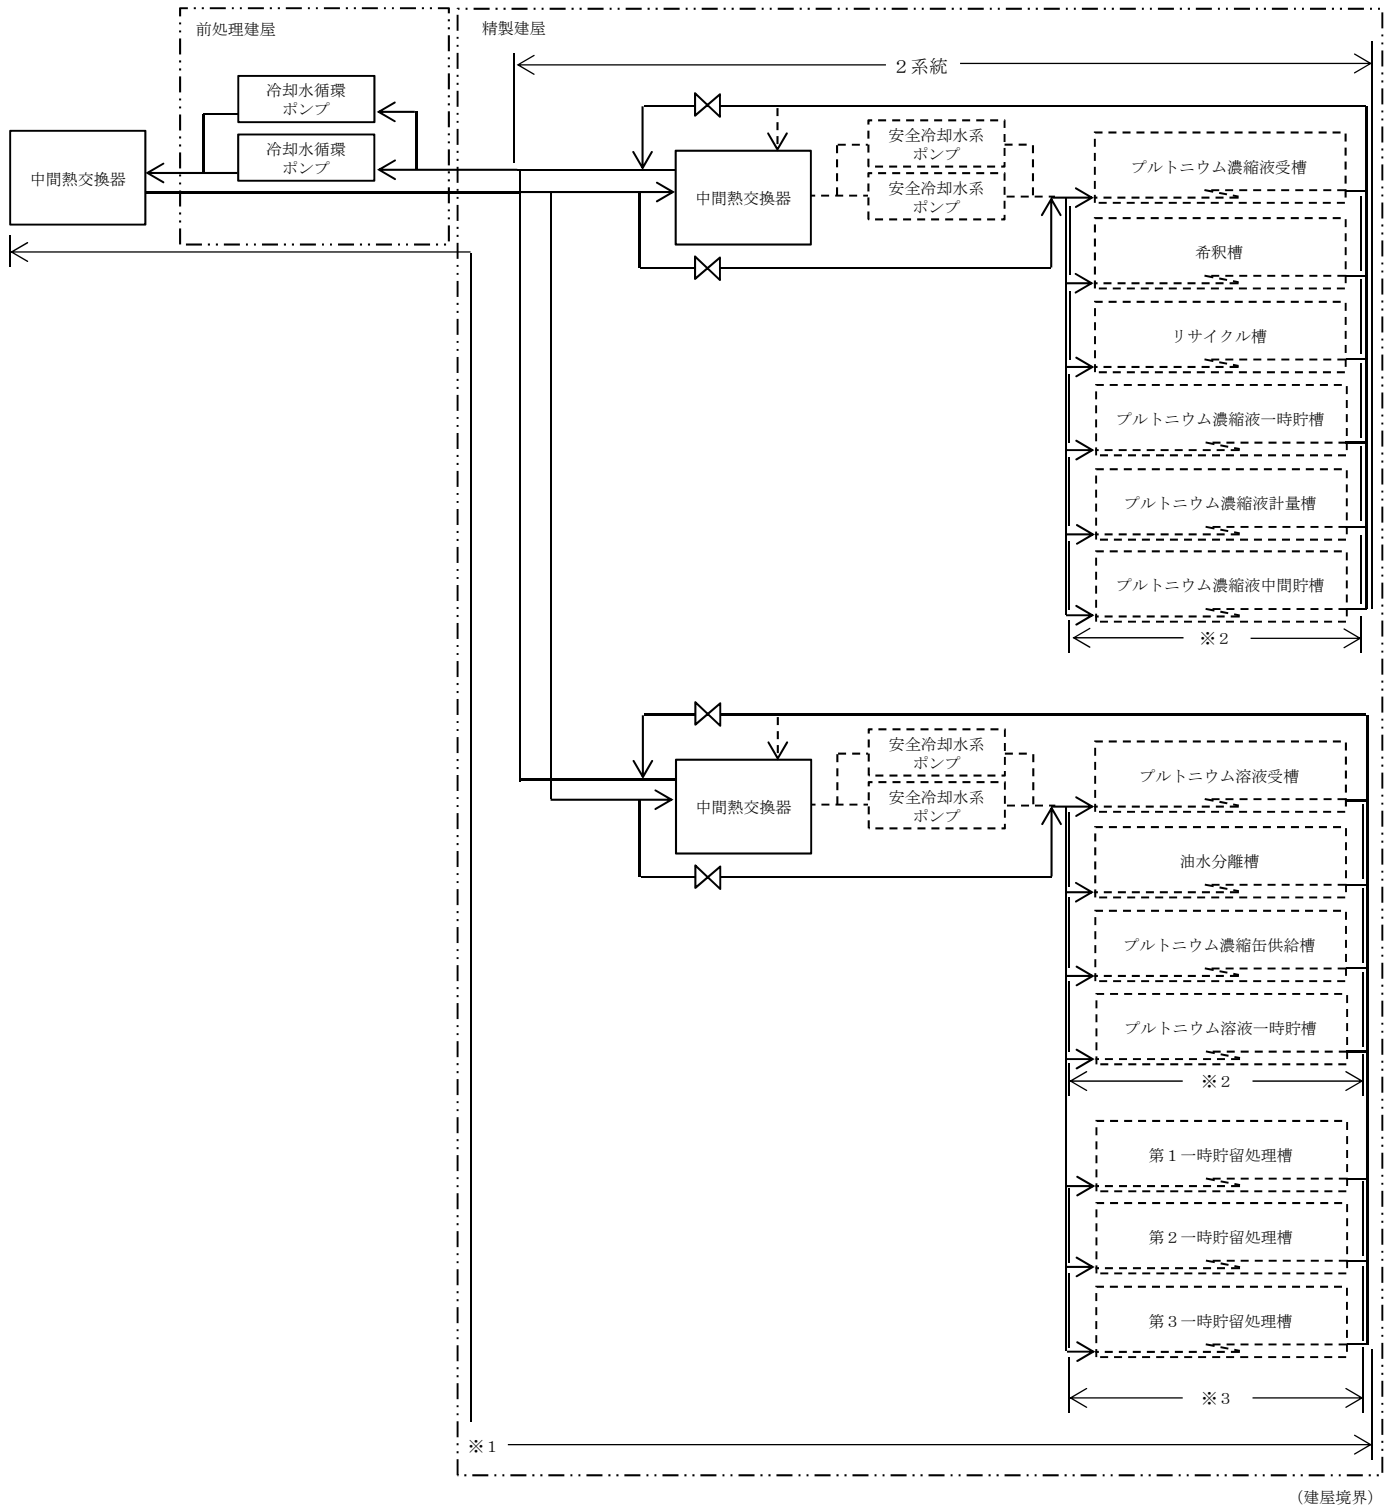 前処理建屋
精製建屋
２系統
冷却水循環
ポンプ
冷却水循環
ポンプ
中間熱交換器
中間熱交換器
安全冷却水系
ポンプ
安全冷却水系
ポンプ
プルトニウム濃縮液受槽
希釈槽
リサイクル槽
プルトニウム濃縮液一時貯槽
プルトニウム濃縮液計量槽
プルトニウム濃縮液中間貯槽
※２
中間熱交換器
安全冷却水系
ポンプ
安全冷却水系
ポンプ
プルトニウム溶液受槽
油水分離槽
プルトニウム濃縮缶供給槽
プルトニウム溶液一時貯槽
※２
第１一時貯留処理槽
第２一時貯留処理槽
第３一時貯留処理槽
※３
※１
（建屋境界）